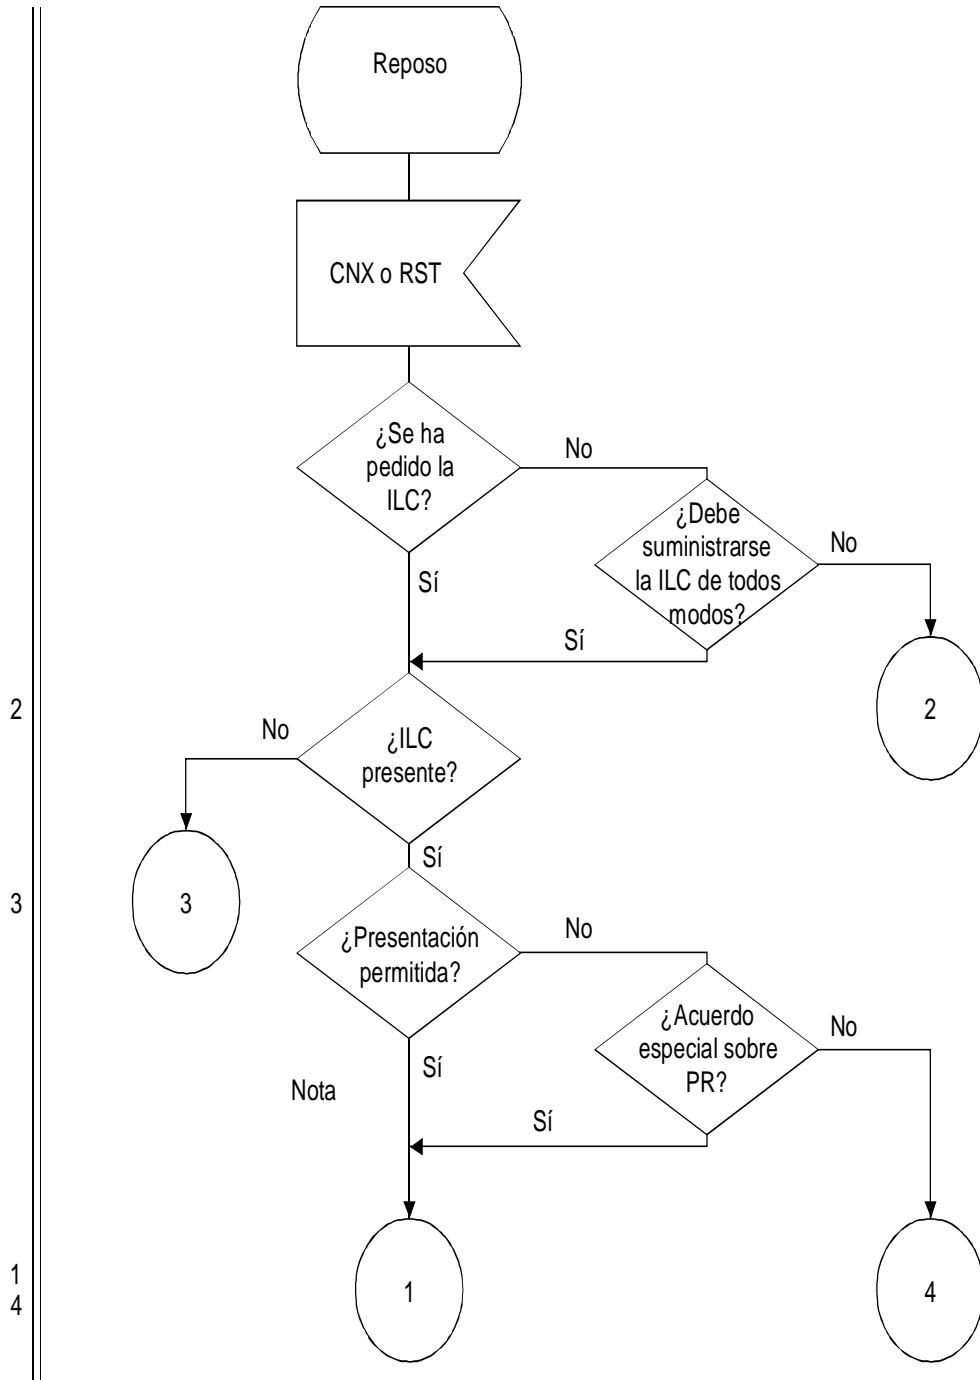 Reposo
CNX o RST
¿Se ha
pedido la
ILC?
No
¿Debe
suministrarse
la ILC de todos
modos?
No
Sí
Sí
2
2
No
¿ILC
presente?
Sí
3
3
¿Presentación
permitida?
No
¿Acuerdo
especial sobre
PR?
No
Sí
Nota
Sí
1
4
1
4